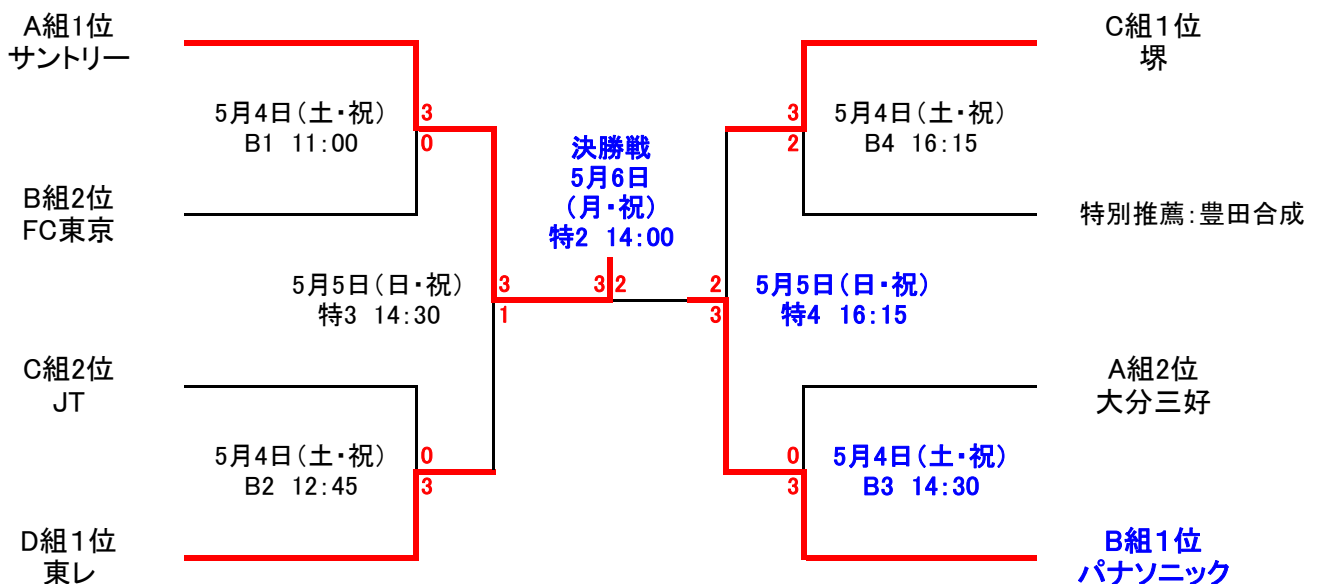 A組1位
サントリー
5月4日(土・祝)
B1 11:00
3
0
B組2位
FC東京
5月5日(日・祝)
特3 14:30
3
1
C組2位
JT
5月4日(土・祝)
B2 12:45
0
3
D組1位
東レ
決勝戦
5月6日
(月・祝)
特2 14:00
3
2
C組1位
堺
3
2
5月4日(土・祝)
B4 16:15
特別推薦:豊田合成
2
3
5月5日(日・祝)
特4 16:15
A組2位
大分三好
0
3
5月4日(土・祝)
B3 14:30
B組1位
パナソニック